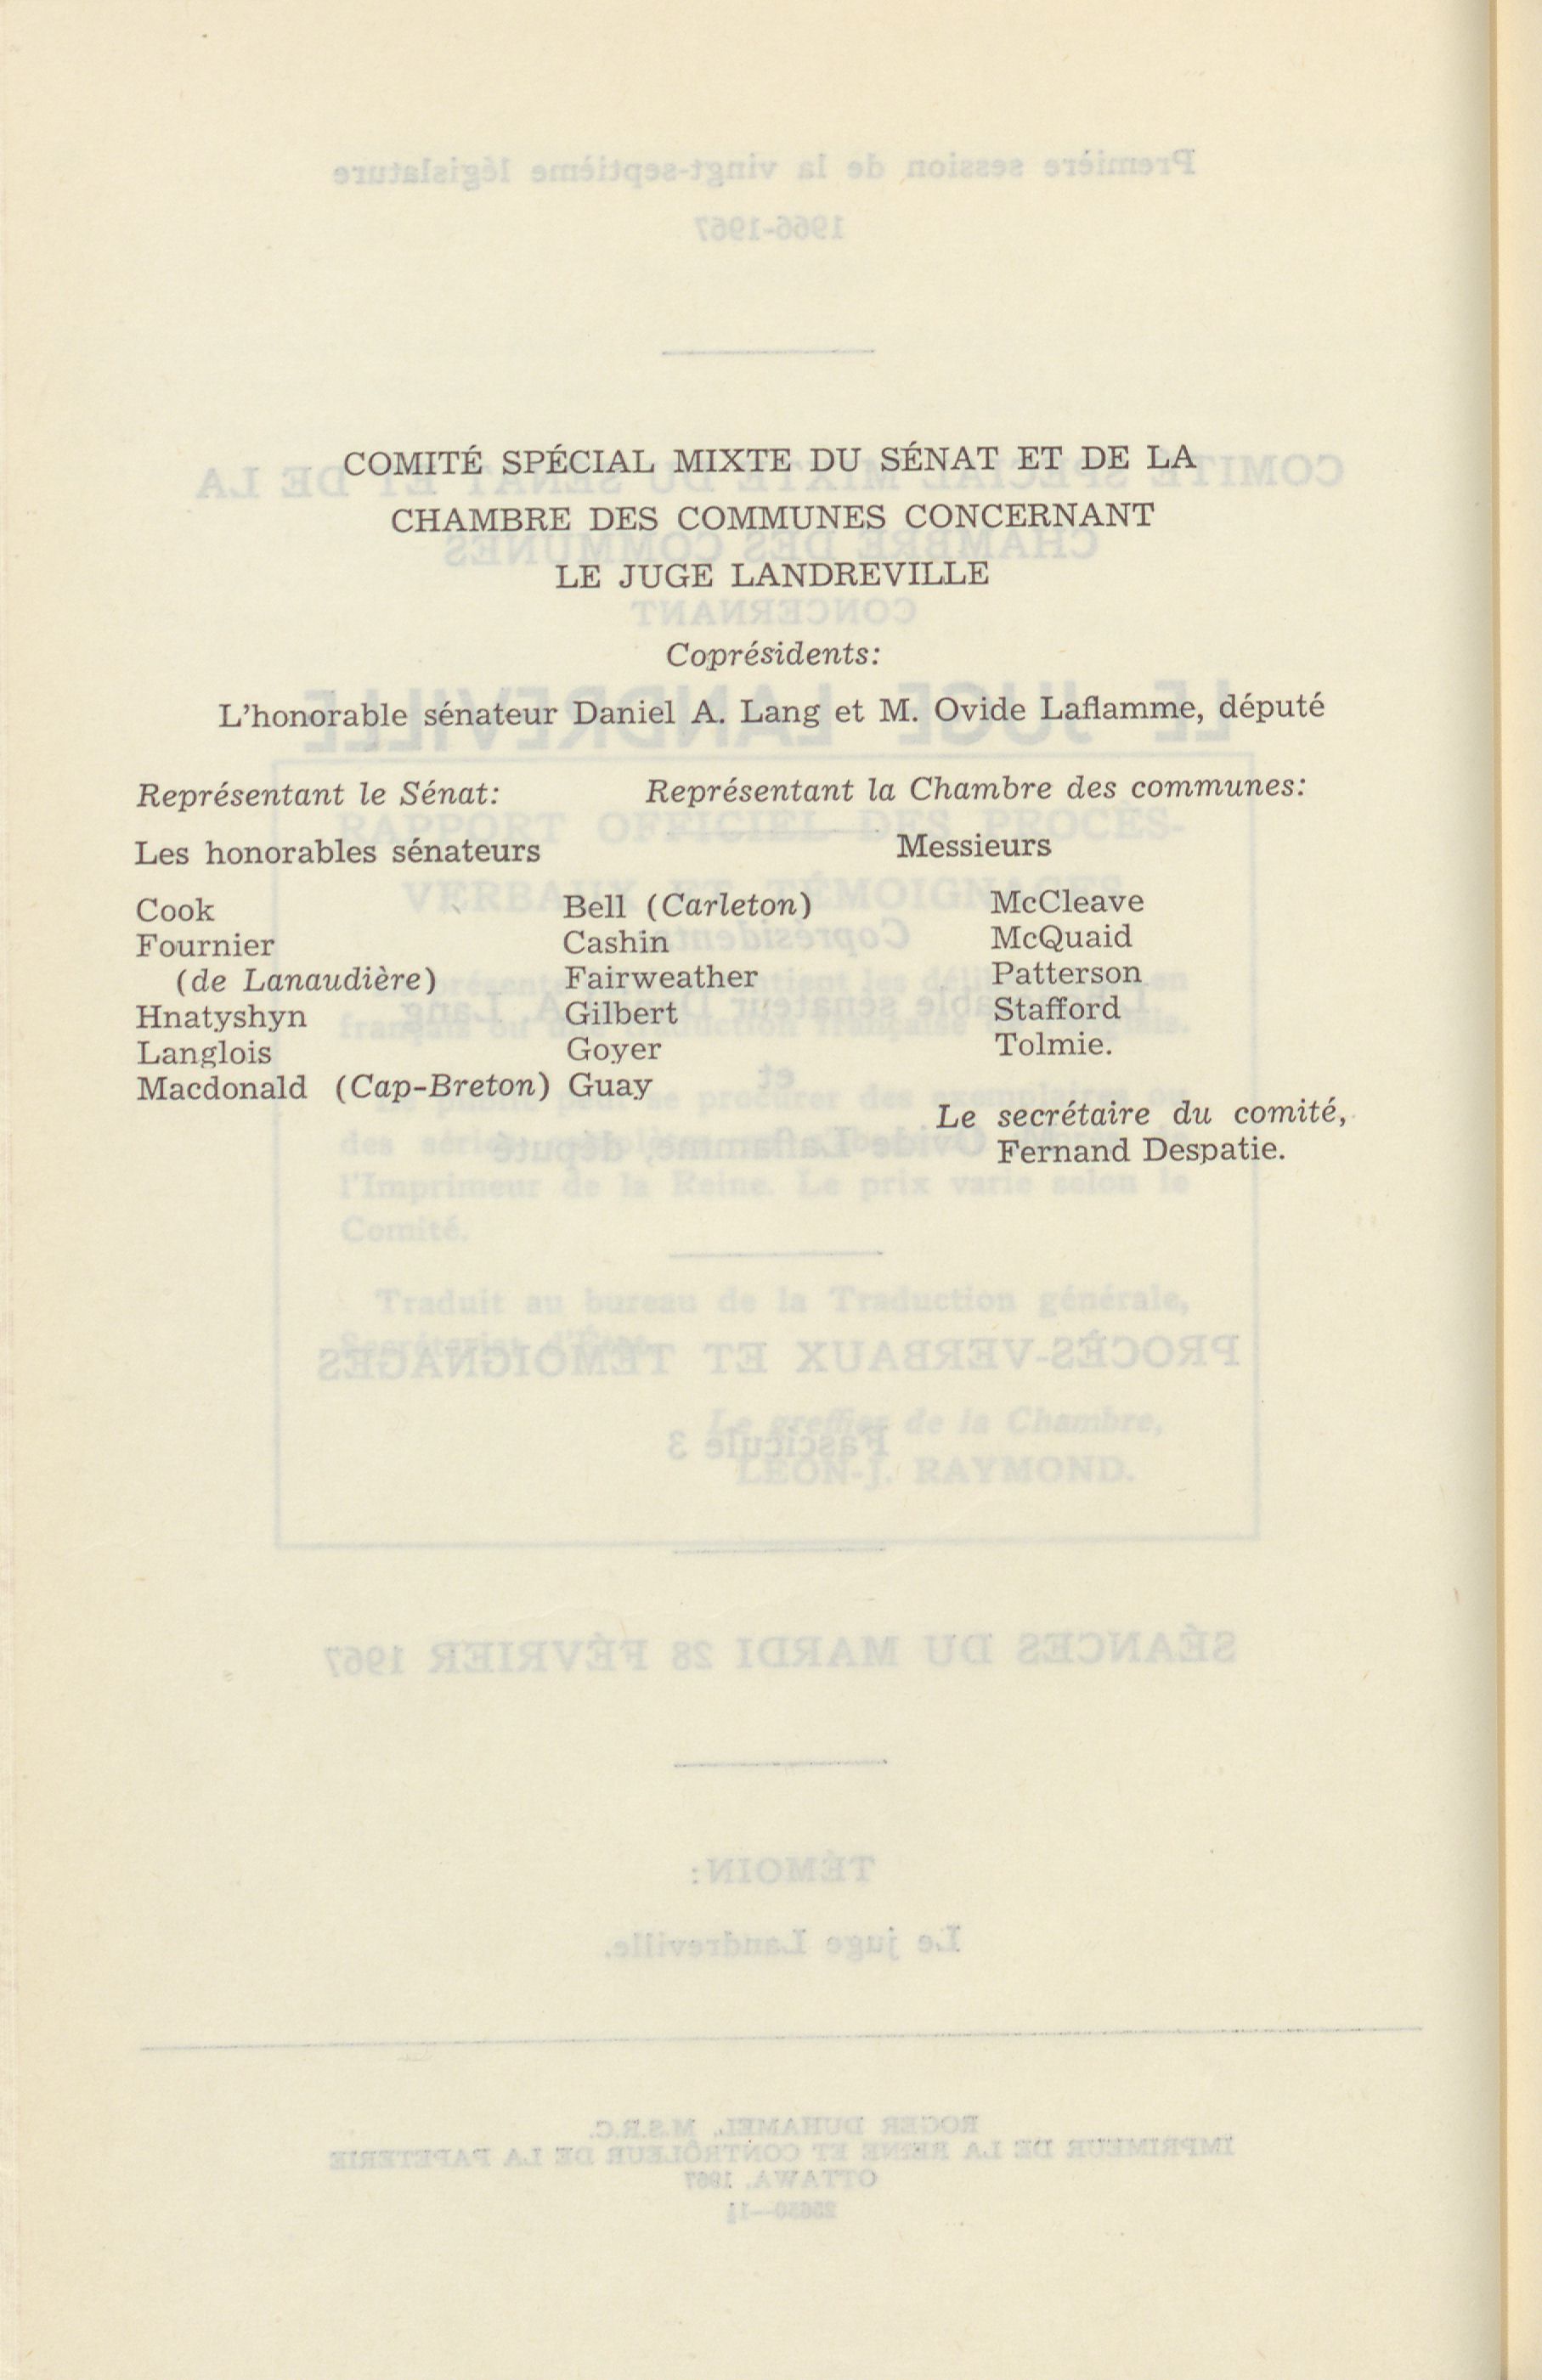 COMITÉ SPÉCIAL MIXTE DU SÉNAT ET DE LA
CHAMBRE DES COMMUNES CONCERNANT
LE JUGE LANDREVILLE
Coprésidents:
L'honorable sénateur Daniel A. Lang et M. Ovide Laflamme, député
Représentant le Sénat:
Les honorables sénateurs
Cook
Fournier
(de Lanaudière)
Hnatyshyn
Langlois
Macdonald (Cap-Breton)
Représentant la Chambre des communes:
Messieurs
Bell (Carleton)
Cashin
Fairweather
Gilbert
Goyer
Guay
McCleave
McQuaid
Patterson
Stafford
Tolmie.
Le secrétaire du comité,
Fernand Despatie.